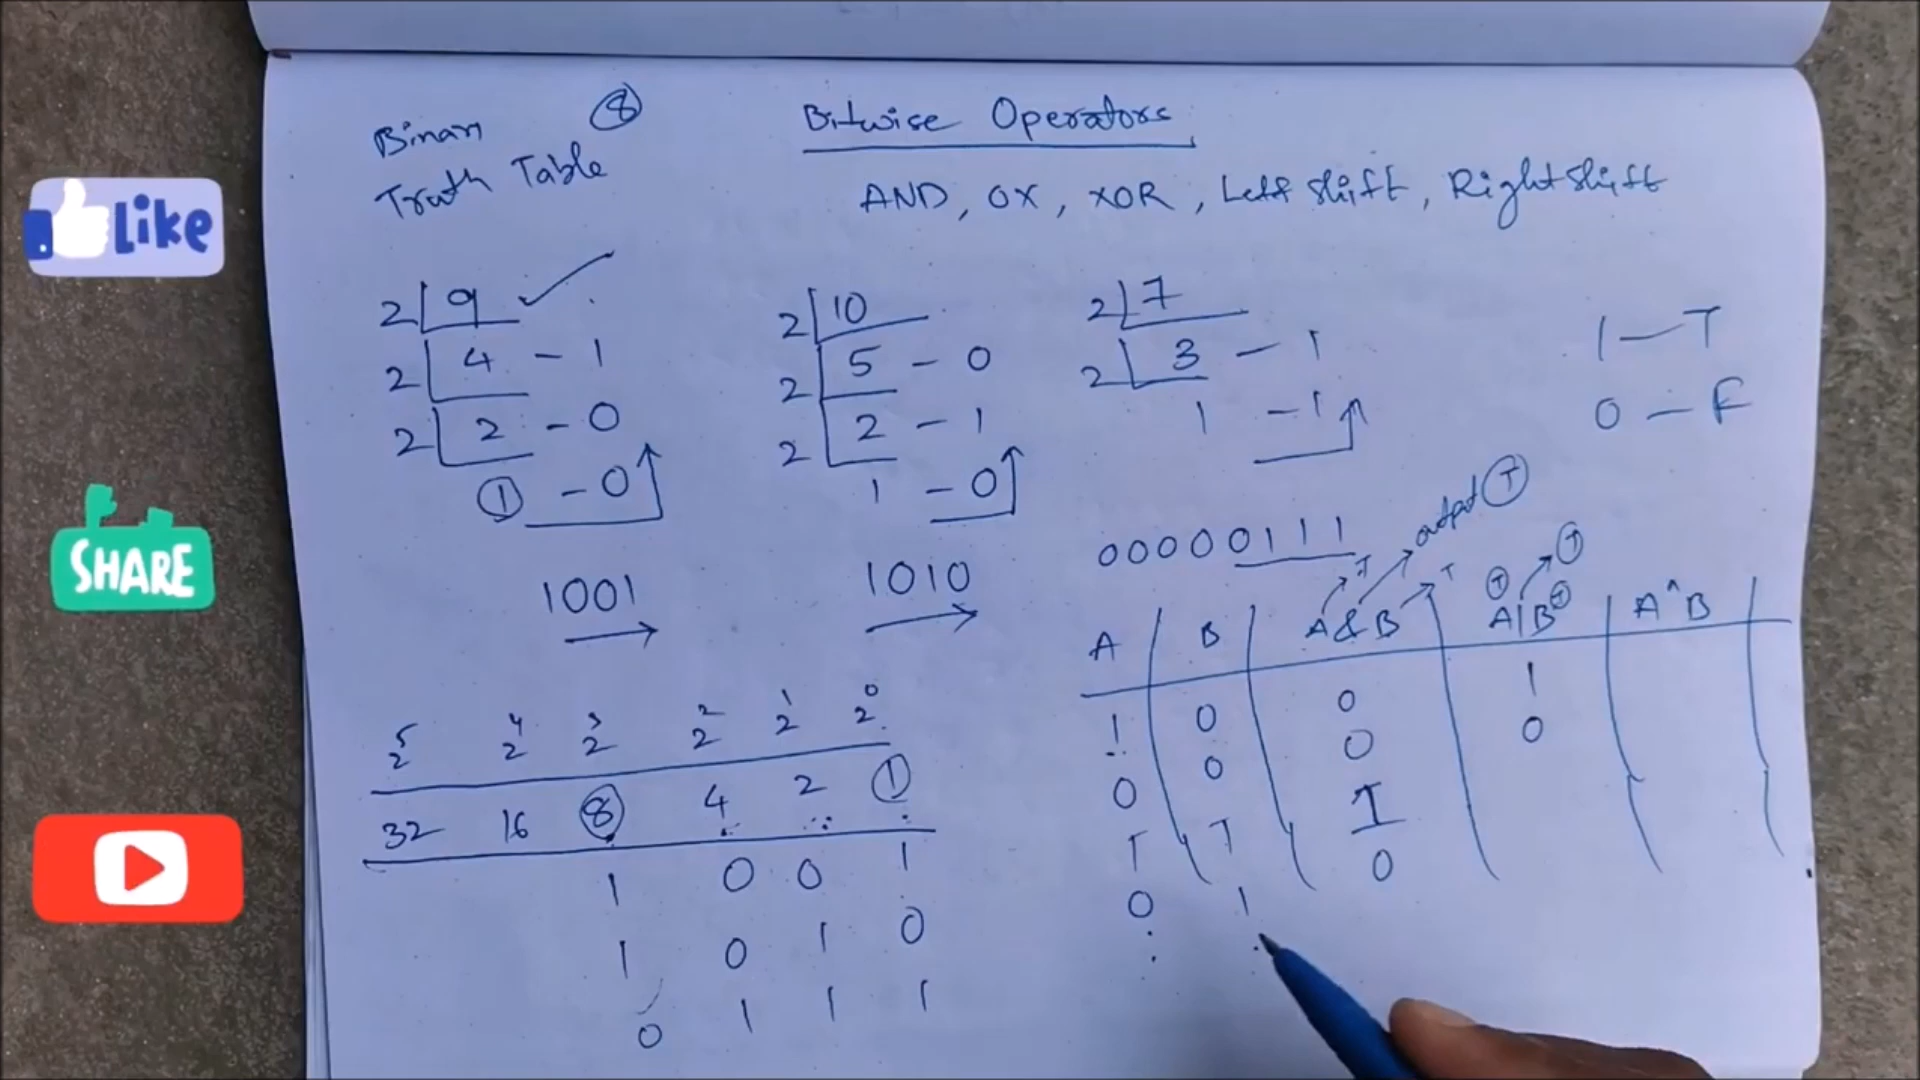 Binary
Truth Table
8
Bitwise Operators
AND, OR, XOR, Left Shift, Right Shift
Like
SHARE
2 9
2 4 - 1
2 2 - 0
1 - 0
1001
2 10
2 5 - 0
2 2 - 1
1 - 0
1010
2 7
2 3 - 1
1 - 1
00000111
1 - T
0 - F
output T
T T
T T T
A B A&B A|B A^B
1 0 0 1
0 0 0 0
1 1 1
0 1 0
2^5 2^4 2^3 2^2 2^1 2^0
32 16 8 4 2 1
1 0 0 1
1 0 1 0
0 1 1 1